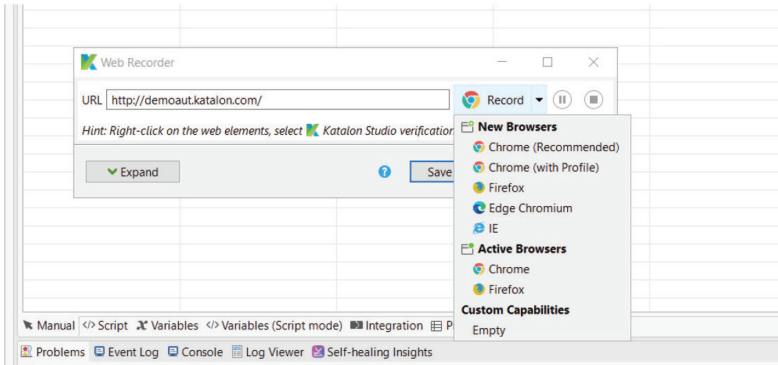 Web Recorder
URL http://demoaut.katalon.com/ Record
Hint: Right-click on the web elements, select Katalon Studio verification
New Browsers
Chrome (Recommended)
Chrome (with Profile)
Firefox
Edge Chromium
IE
Active Browsers
Chrome
Firefox
Custom Capabilities
Empty
Expand Save
Manual Script Variables Variables (Script mode) Integration P
Problems Event Log Console Log Viewer Self-healing Insights